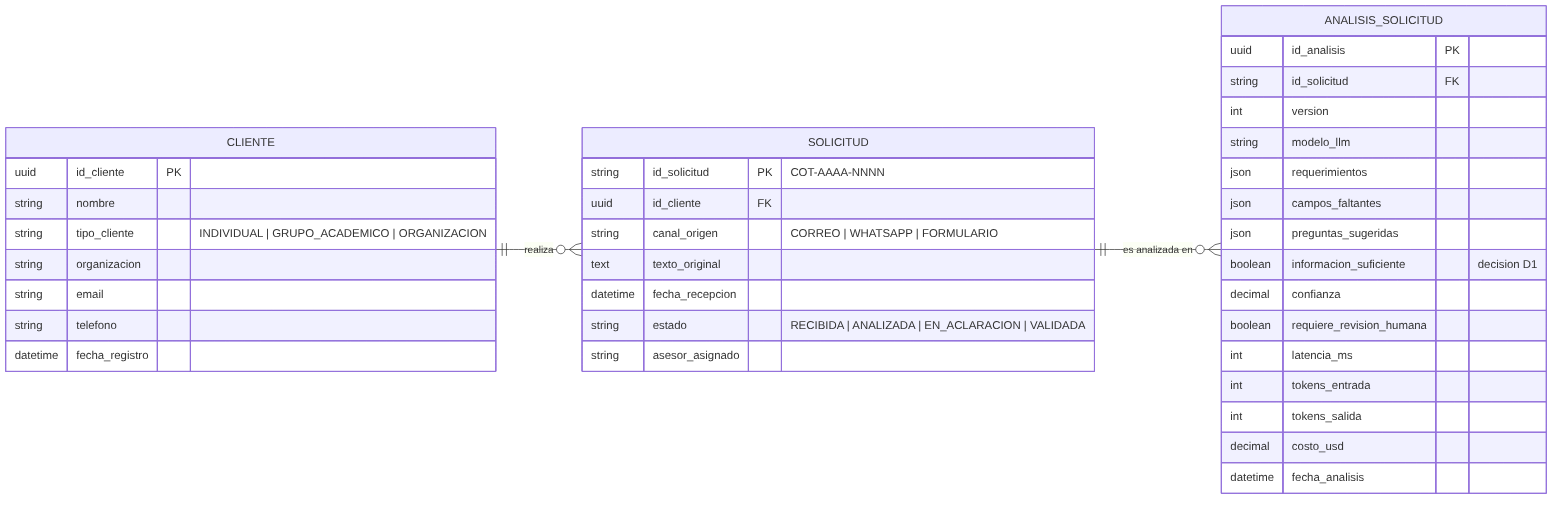 CLIENTE
uuid id_cliente PK
string nombre
string tipo_cliente INDIVIDUAL | GRUPO_ACADEMICO | ORGANIZACION
string organizacion
string email
string telefono
datetime fecha_registro
realiza
SOLICITUD
string id_solicitud PK COT-AAAA-NNNN
uuid id_cliente FK
string canal_origen CORREO | WHATSAPP | FORMULARIO
text texto_original
datetime fecha_recepcion
string estado RECIBIDA | ANALIZADA | EN_ACLARACION | VALIDADA
string asesor_asignado
es analizada en
ANALISIS_SOLICITUD
uuid id_analisis PK
string id_solicitud FK
int version
string modelo_llm
json requerimientos
json campos_faltantes
json preguntas_sugeridas
boolean informacion_suficiente decision D1
decimal confianza
boolean requiere_revision_humana
int latencia_ms
int tokens_entrada
int tokens_salida
decimal costo_usd
datetime fecha_analisis